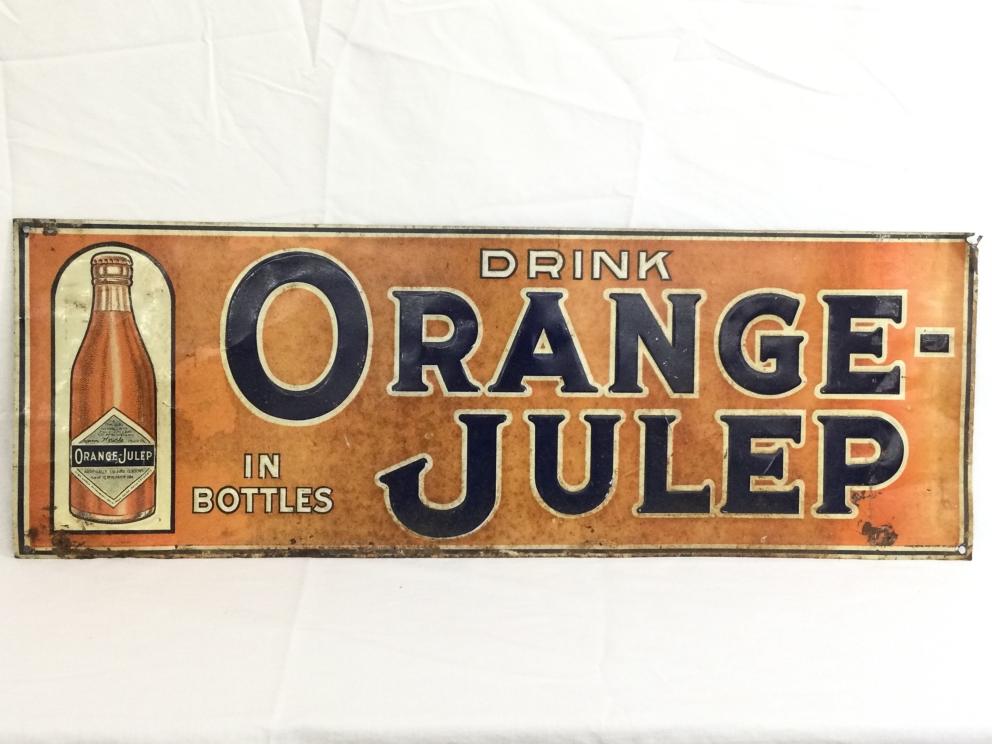 DRINK
ORANGE-
JULEP
IN
BOTTLES
ORANGE-JULEP